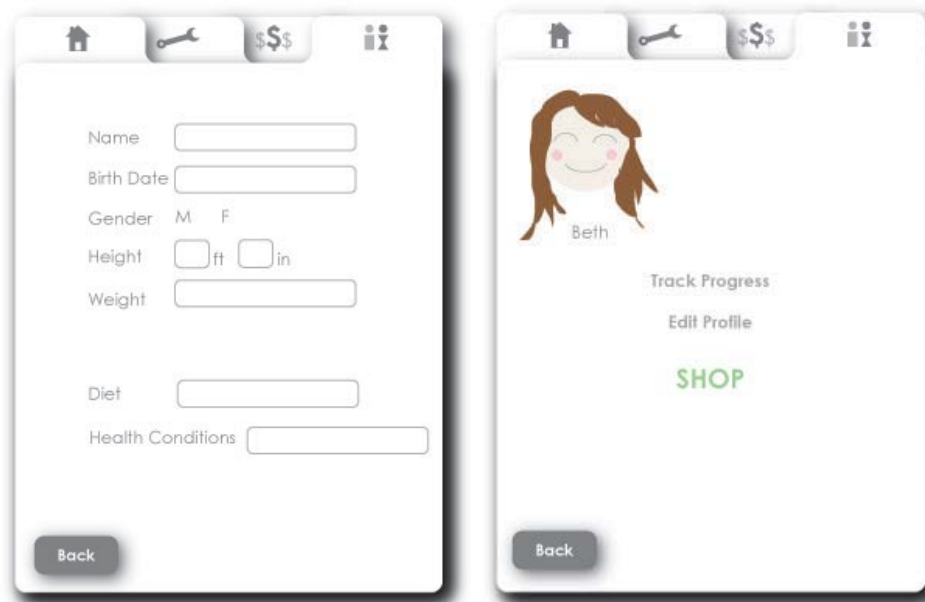 $$$
Name
Birth Date
Gender M F
Height ft in
Weight
Diet
Health Conditions
Back
$$$
Beth
Track Progress
Edit Profile
SHOP
Back